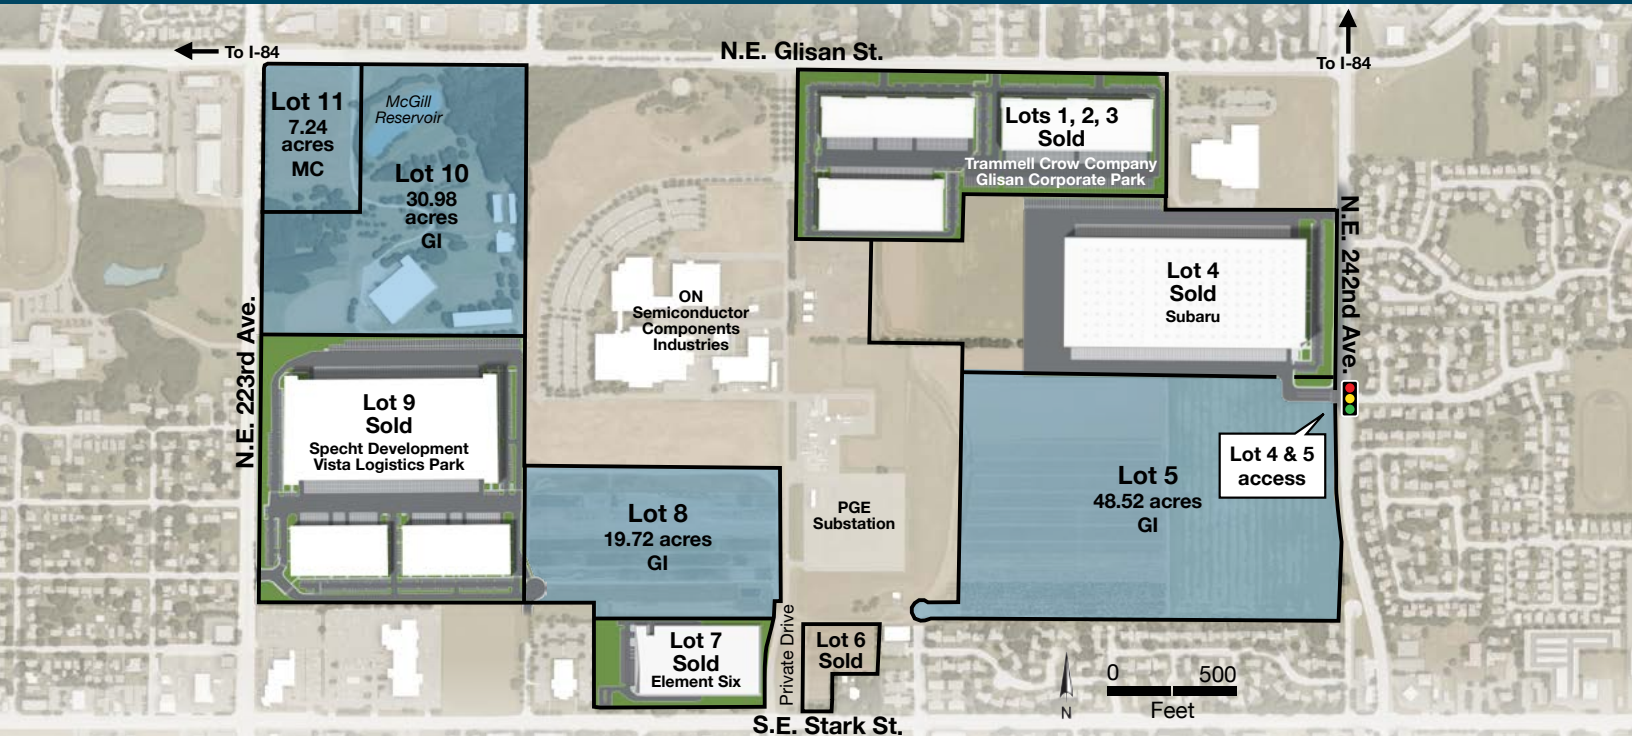 To I-84
N.E. Glisan St.
To I-84
Lot 11
7.24
acres
MC
McGill
Reservoir
Lot 10
30.98
acres
GI
Lots 1, 2, 3
Sold
Trammell Crow Company
Glisan Corporate Park
N.E. 242nd Ave.
Lot 4
Sold
Subaru
ON
Semiconductor
Components
Industries
N.E. 223rd Ave.
Lot 9
Sold
Specht Development
Vista Logistics Park
Lot 4 & 5
access
Lot 5
48.52 acres
GI
Lot 8
19.72 acres
GI
PGE
Substation
Private Drive
Lot 7
Sold
Element Six
Lot 6
Sold
N
0 500
Feet
S.E. Stark St.